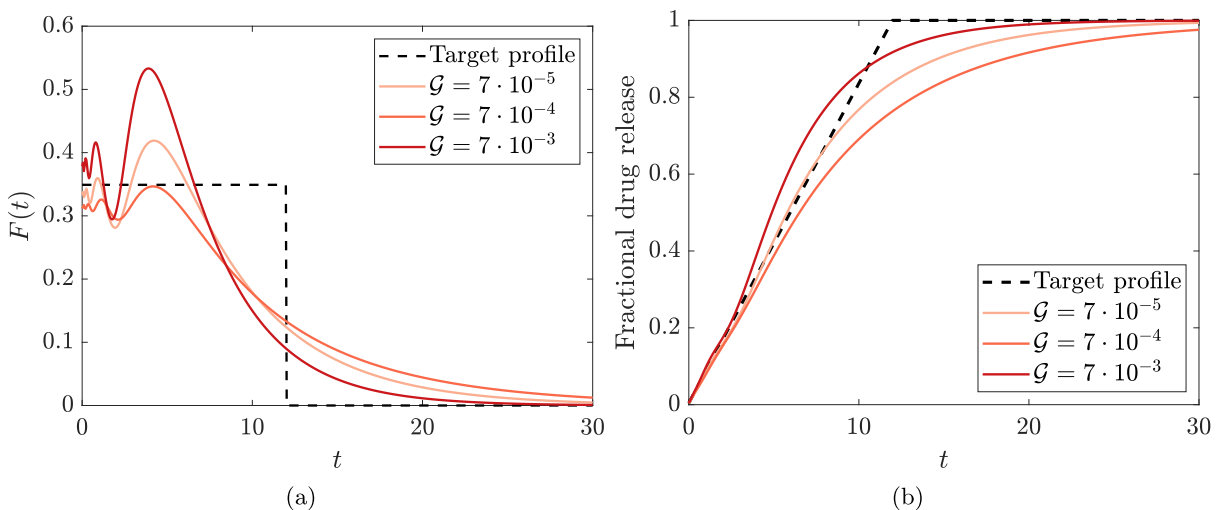 0.6
0.5
0.4
0.3
0.2
0.1
0
F(t)
0
10
20
30
t
Target profile
𝒢 = 7 · 10⁻⁵
𝒢 = 7 · 10⁻⁴
𝒢 = 7 · 10⁻³
(a)
1
0.8
0.6
0.4
0.2
0
Fractional drug release
0
10
20
30
t
Target profile
𝒢 = 7 · 10⁻⁵
𝒢 = 7 · 10⁻⁴
𝒢 = 7 · 10⁻³
(b)